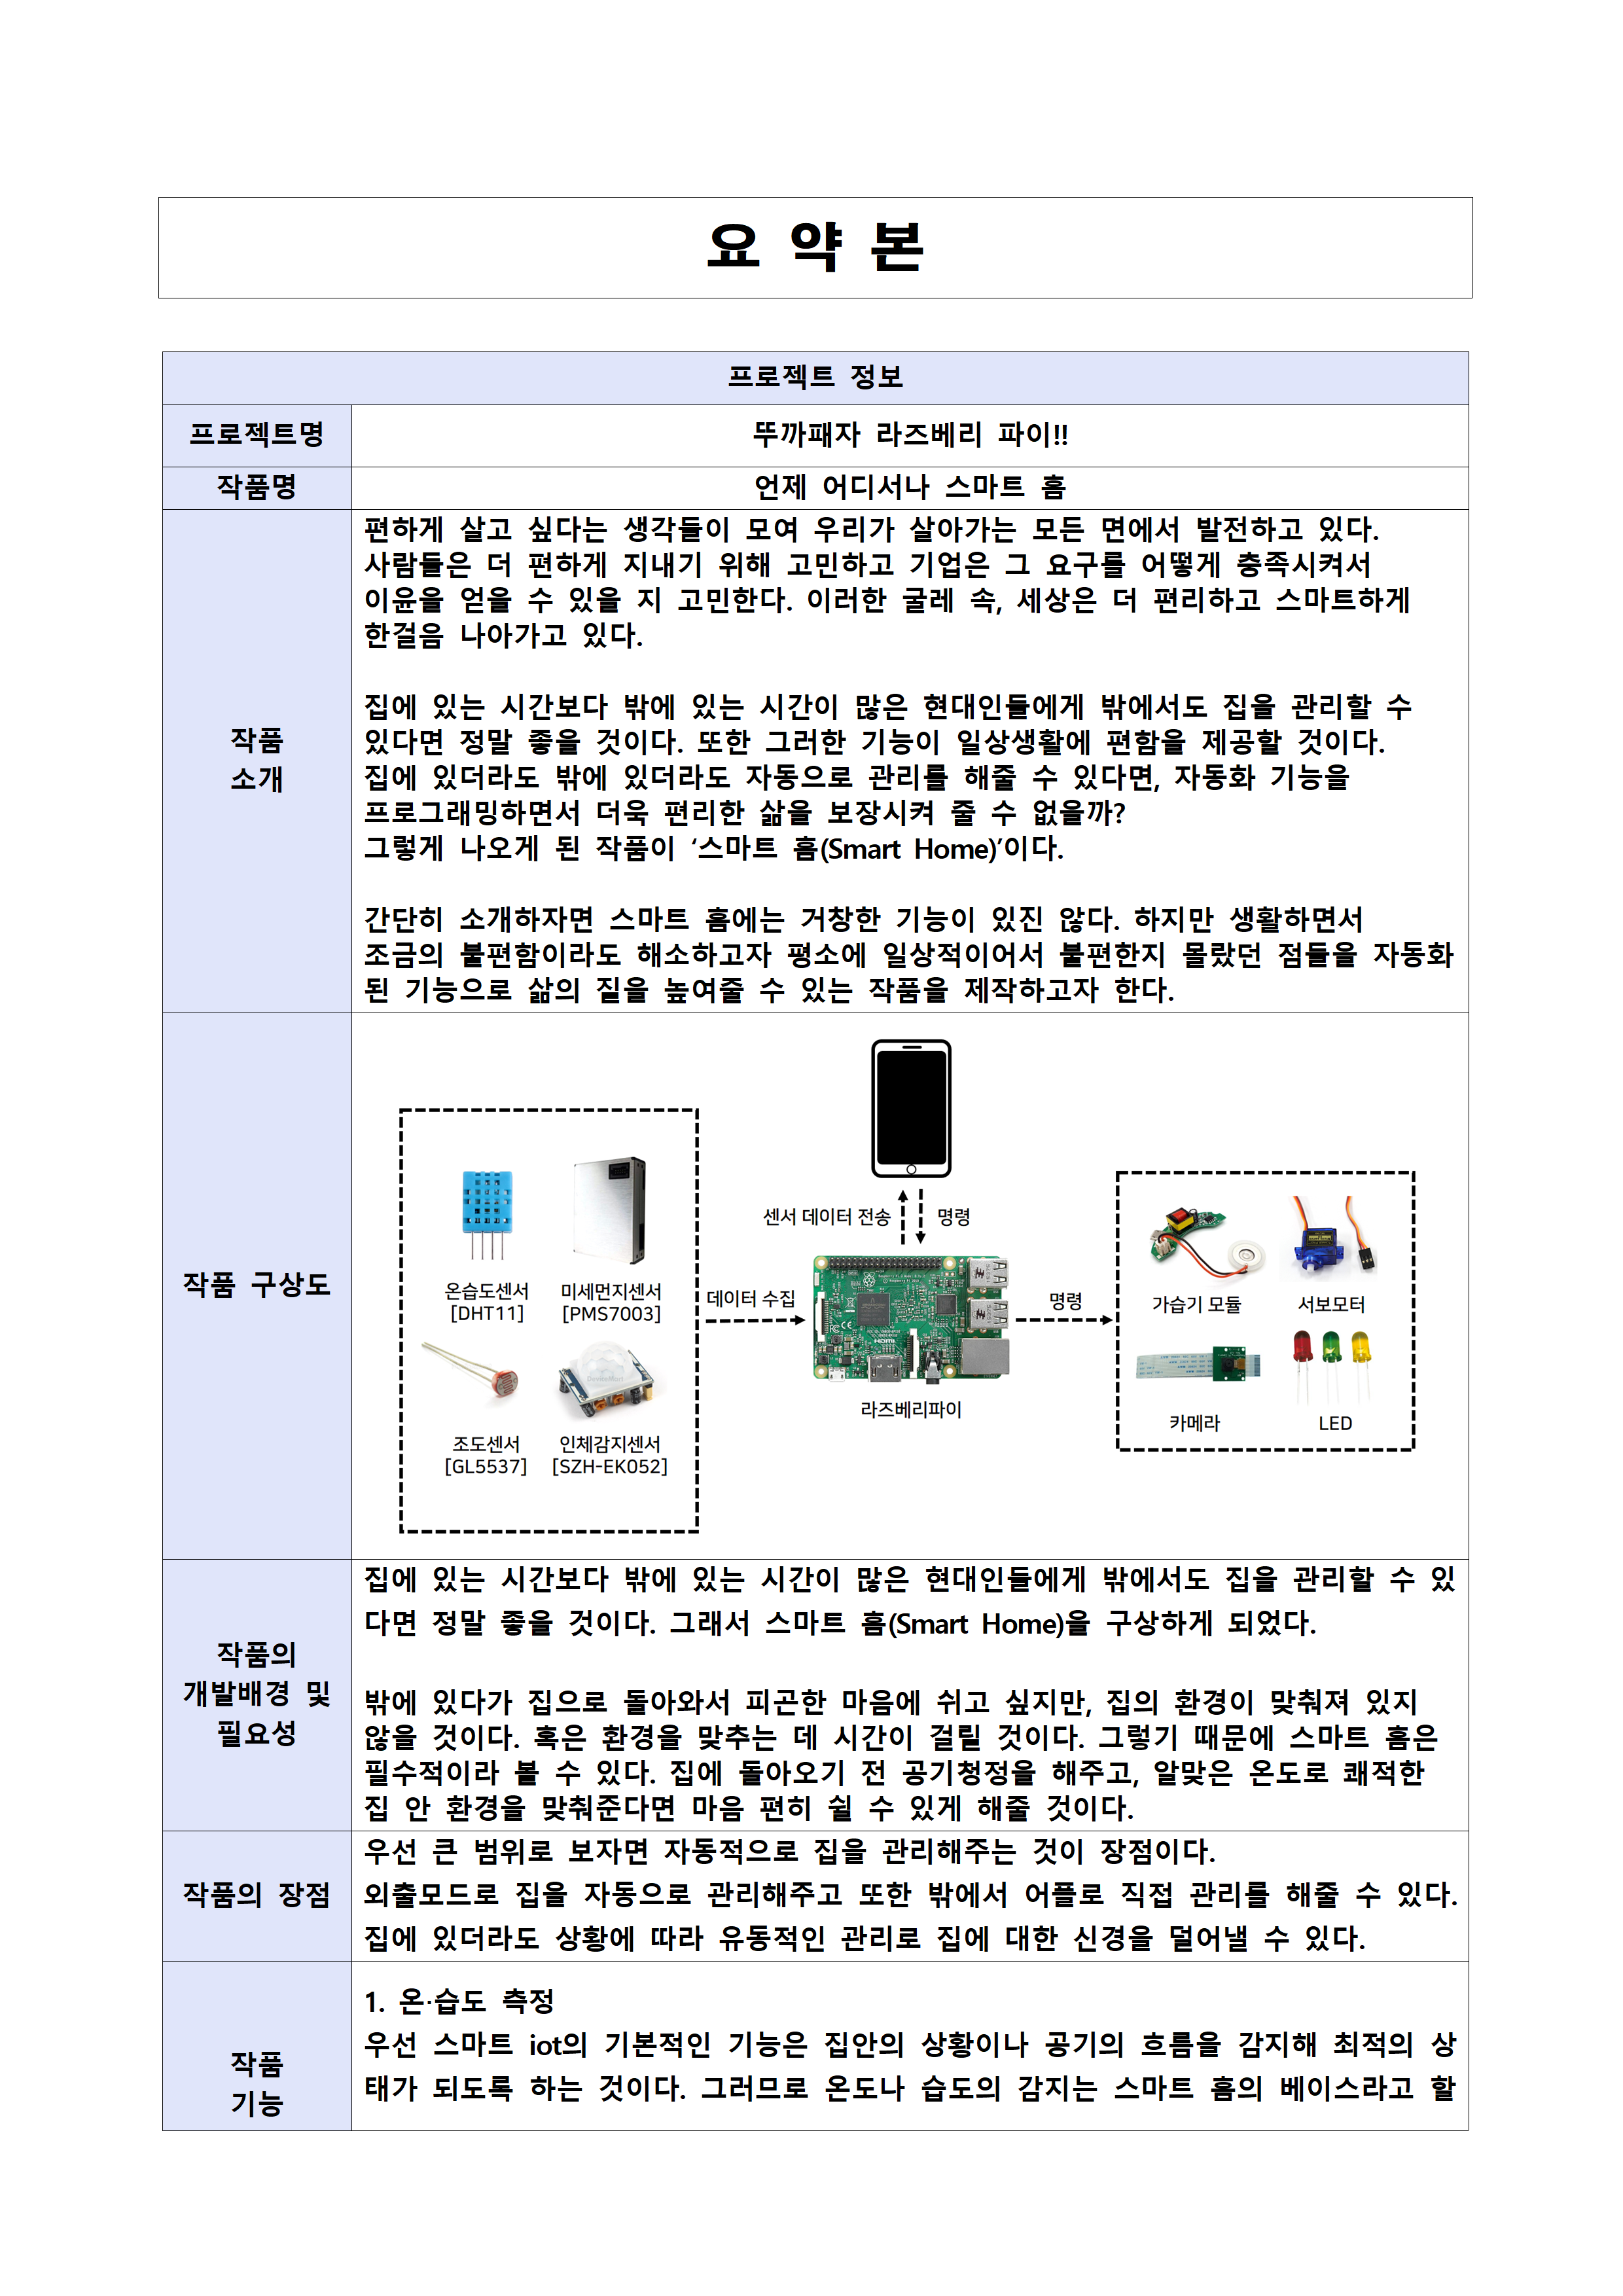 요 약 본
프로젝트 정보
프로젝트명
뚜까패자 라즈베리 파이!!
작품명
언제 어디서나 스마트 홈
작품
소개
편하게 살고 싶다는 생각들이 모여 우리가 살아가는 모든 면에서 발전하고 있다.
사람들은 더 편하게 지내기 위해 고민하고 기업은 그 요구를 어떻게 충족시켜서
이윤을 얻을 수 있을 지 고민한다. 이러한 굴레 속, 세상은 더 편리하고 스마트하게
한걸음 나아가고 있다.
집에 있는 시간보다 밖에 있는 시간이 많은 현대인들에게 밖에서도 집을 관리할 수
있다면 정말 좋을 것이다. 또한 그러한 기능이 일상생활에 편함을 제공할 것이다.
집에 있더라도 밖에 있더라도 자동으로 관리를 해줄 수 있다면, 자동화 기능을
프로그래밍하면서 더욱 편리한 삶을 보장시켜 줄 수 없을까?
그렇게 나오게 된 작품이 ‘스마트 홈(Smart Home)’이다.
간단히 소개하자면 스마트 홈에는 거창한 기능이 있진 않다. 하지만 생활하면서
조금의 불편함이라도 해소하고자 평소에 일상적이어서 불편한지 몰랐던 점들을 자동화
된 기능으로 삶의 질을 높여줄 수 있는 작품을 제작하고자 한다.
작품 구상도
센서 데이터 전송
명령
온습도센서
[DHT11]
미세먼지센서
[PMS7003]
조도센서
[GL5537]
인체감지센서
[SZH-EK052]
데이터 수집
라즈베리파이
명령
가습기 모듈
서보모터
카메라
LED
작품의
개발배경 및
필요성
집에 있는 시간보다 밖에 있는 시간이 많은 현대인들에게 밖에서도 집을 관리할 수 있
다면 정말 좋을 것이다. 그래서 스마트 홈(Smart Home)을 구상하게 되었다.
밖에 있다가 집으로 돌아와서 피곤한 마음에 쉬고 싶지만, 집의 환경이 맞춰져 있지
않을 것이다. 혹은 환경을 맞추는 데 시간이 걸릴 것이다. 그렇기 때문에 스마트 홈은
필수적이라 볼 수 있다. 집에 돌아오기 전 공기청정을 해주고, 알맞은 온도로 쾌적한
집 안 환경을 맞춰준다면 마음 편히 쉴 수 있게 해줄 것이다.
작품의 장점
우선 큰 범위로 보자면 자동적으로 집을 관리해주는 것이 장점이다.
외출모드로 집을 자동으로 관리해주고 또한 밖에서 어플로 직접 관리를 해줄 수 있다.
집에 있더라도 상황에 따라 유동적인 관리로 집에 대한 신경을 덜어낼 수 있다.
작품
기능
1. 온·습도 측정
우선 스마트 iot의 기본적인 기능은 집안의 상황이나 공기의 흐름을 감지해 최적의 상
태가 되도록 하는 것이다. 그러므로 온도나 습도의 감지는 스마트 홈의 베이스라고 할